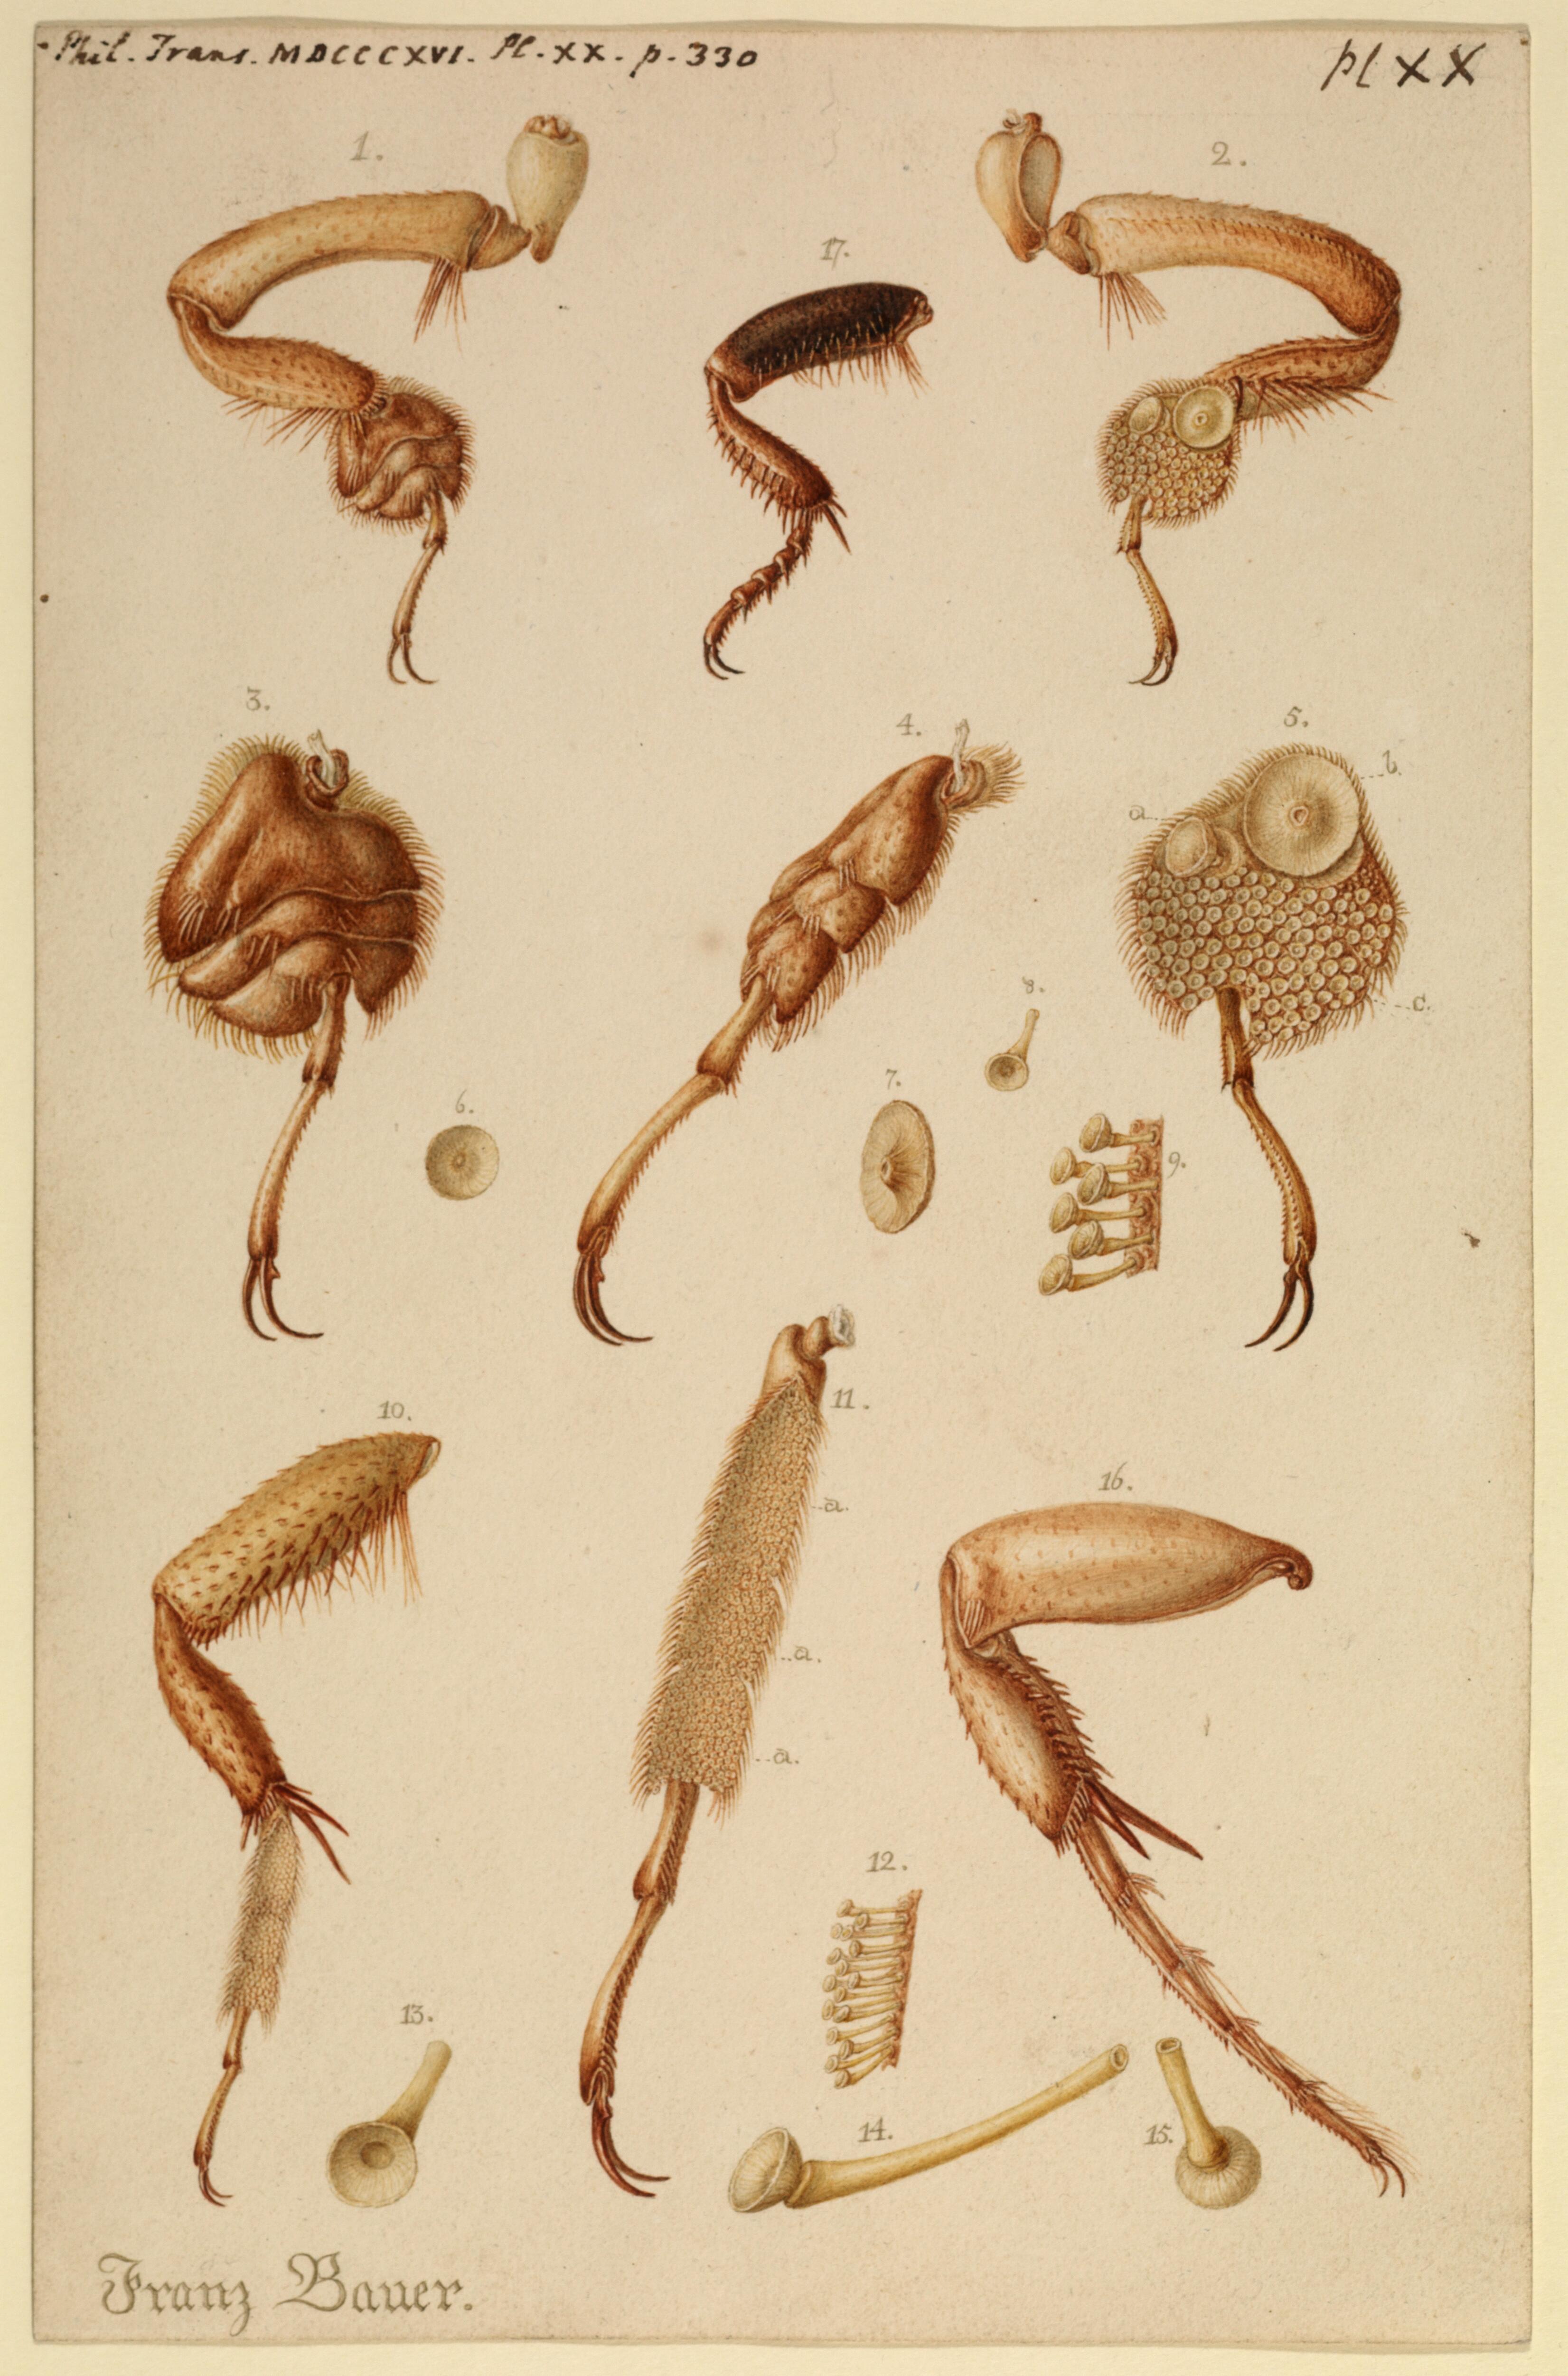 Phil. Trans. MDCCCXVI. Pl. XX. p. 330
pl XX
1.
2.
17.
3.
4.
5.
b.
a.
8.
c.
7.
6.
9.
11.
10.
a.
16.
a.
a.
12.
13.
14.
15.
Franz Bauer.